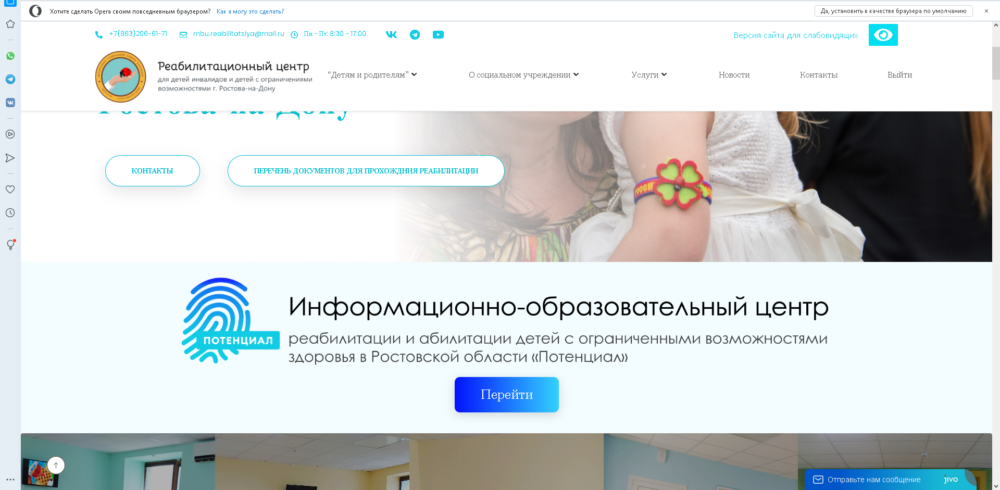 Хотите сделать Opera своим повседневным браузером? Как я могу это сделать? Да, установить в качестве браузера по умолчанию
+7(863)206-61-71 mbu.reabilitatsiya@mail.ru Пн - Пт: 8:30 - 17:00 Версия сайта для слабовидящих
Реабилитационный центр
для детей инвалидов и детей с ограничениями
возможностями г. Ростова-на-Дону
“Детям и родителям” О социальном учреждении Услуги Новости Контакты Выйти
Ростова-на-Дону
КОНТАКТЫ ПЕРЕЧЕНЬ ДОКУМЕНТОВ ДЛЯ ПРОХОЖДНИЯ РЕАБИЛИТАЦИИ
РОССИ
ПОТЕНЦИАЛ
Информационно-образовательный центр
реабилитации и абилитации детей с ограниченными возможностями
здоровья в Ростовской области «Потенциал»
Перейти
Отправьте нам сообщение jivo